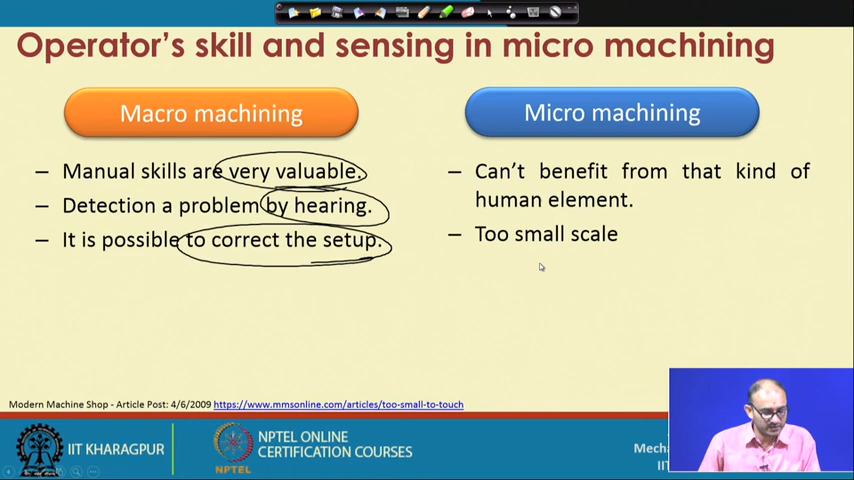 Operator's skill and sensing in micro machining
Macro machining
– Manual skills are very valuable.
– Detection a problem by hearing.
– It is possible to correct the setup.
Micro machining
– Can't benefit from that kind of
human element.
– Too small scale
Modern Machine Shop - Article Post: 4/6/2009 https://www.mmsonline.com/articles/too-small-to-touch
IIT KHARAGPUR
NPTEL
NPTEL ONLINE
CERTIFICATION COURSES
Mecha
IIT